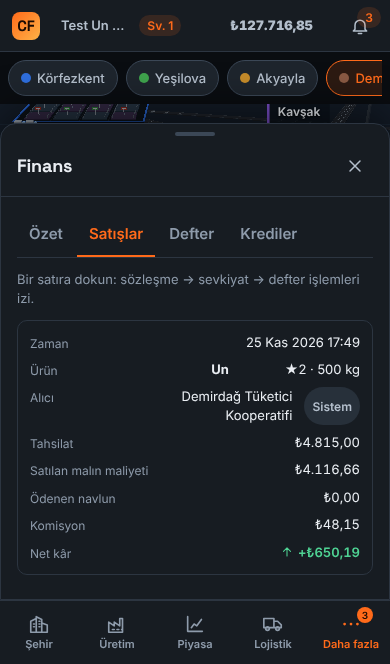 CF
Test Un ...
Sv. 1
₺127.716,85
3
Körfezkent
Yeşilova
Akyayla
Dem
Kavşak
Finans
Özet
Satışlar
Defter
Krediler
Bir satıra dokun: sözleşme → sevkiyat → defter işlemleri
izi.
Zaman
25 Kas 2026 17:49
Ürün
Un
★2 · 500 kg
Alıcı
Demirdağ Tüketici
Kooperatifi
Sistem
Tahsilat
₺4.815,00
Satılan malın maliyeti
₺4.116,66
Ödenen navlun
₺0,00
Komisyon
₺48,15
Net kâr
↑ +₺650,19
3
Şehir
Üretim
Piyasa
Lojistik
Daha fazla